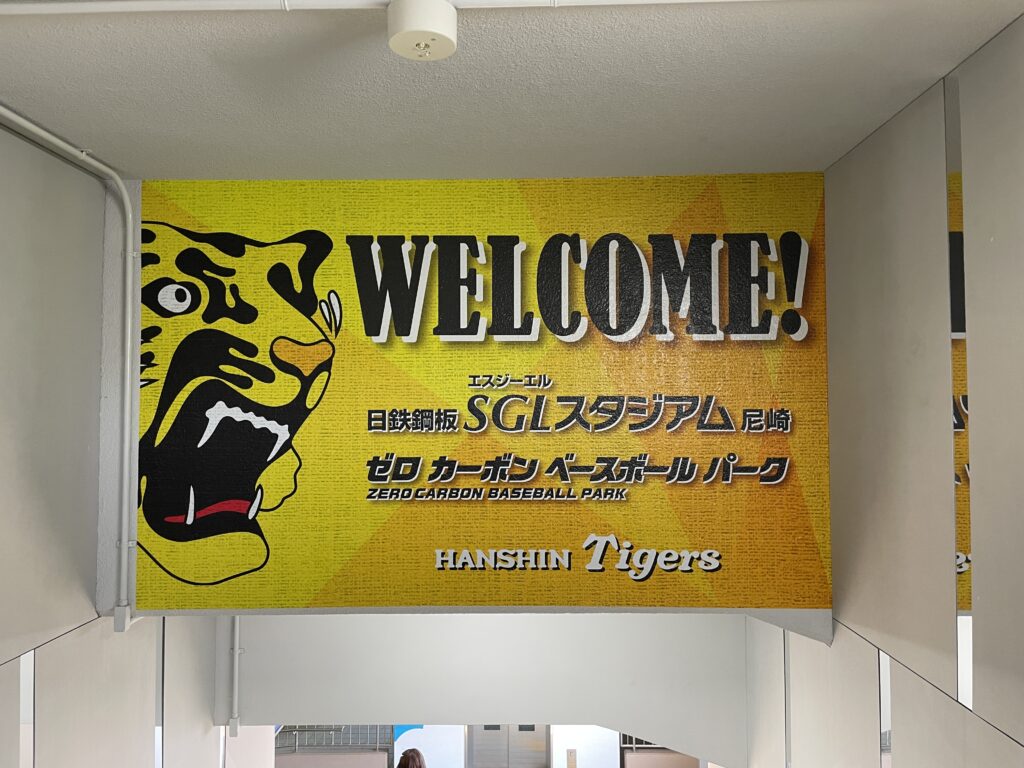 WELCOME!
エスジーエル
日鉄鋼板 SGLスタジアム 尼崎
ゼロ カーボン ベースボール パーク
ZERO CARBON BASEBALL PARK
HANSHIN Tigers